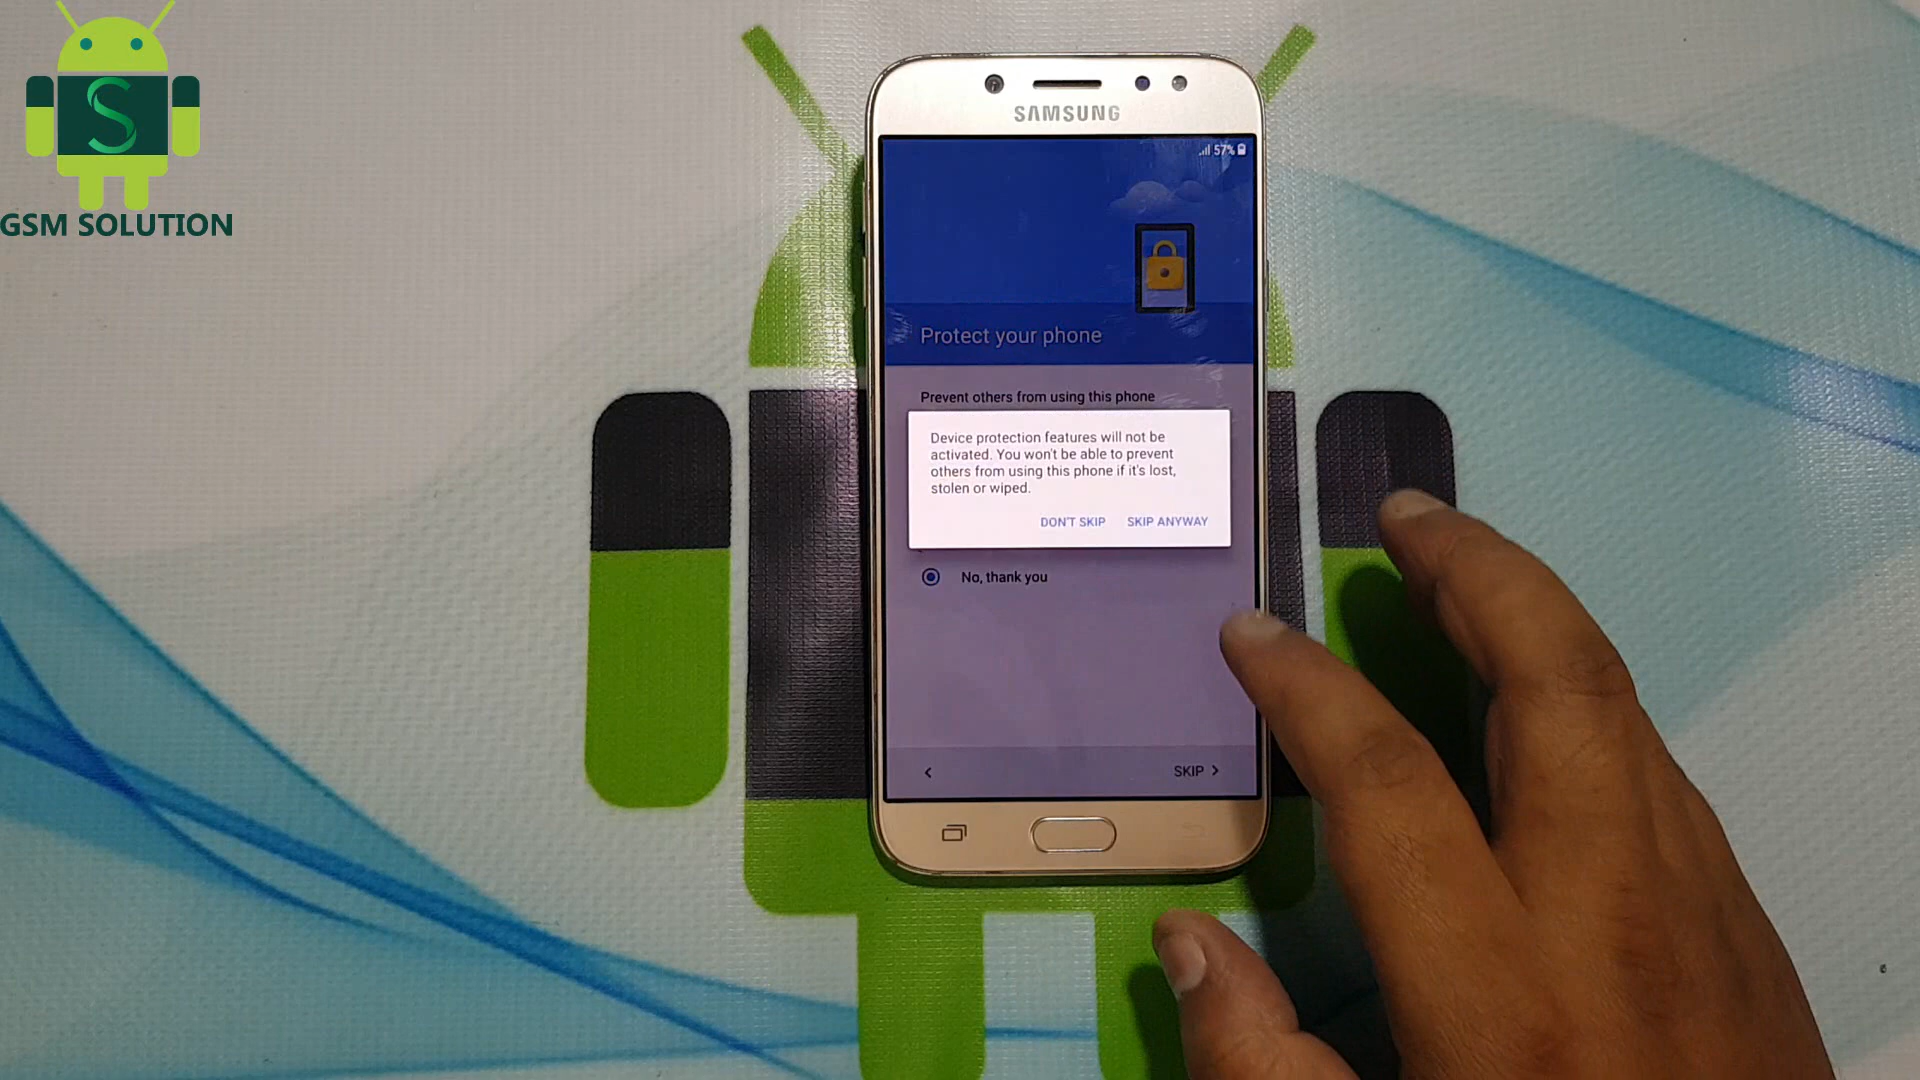 S
GSM SOLUTION
SAMSUNG
57%
Protect your phone
Prevent others from using this phone
Device protection features will not be
activated. You won't be able to prevent
others from using this phone if it's lost,
stolen or wiped.
DON'T SKIP SKIP ANYWAY
No, thank you
SKIP